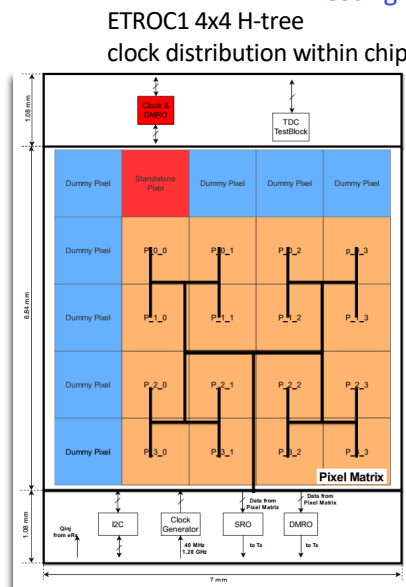 ETROC1 4x4 H-tree
clock distribution within chip
1.08 mm
Clock &
DMRO
TDC
TestBlock
6.84 mm
Dummy Pixel
Standalone
Pixel
Dummy Pixel
Dummy Pixel
Dummy Pixel
Dummy Pixel
P_0_0
P_0_1
P_0_2
p_0_3
Dummy Pixel
P_1_0
P_1_1
P_1_2
P_1_3
Dummy Pixel
P_2_0
P_2_1
P_2_2
P_2_3
Dummy Pixel
P_3_0
P_3_1
P_3_2
P_3_3
Pixel Matrix
1.08 mm
Qinj
from eRx
I2C
Clock
Generator
40 MHz
1.28 GHz
Data from
Pixel Matrix
SRO
to Tx
Data from
Pixel Matrix
DMRO
to Tx
7 mm